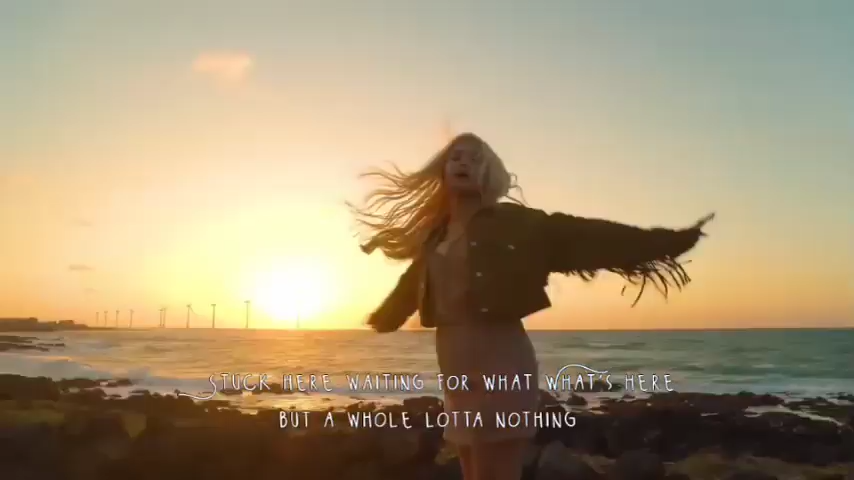 STUCK HERE WAITING FOR WHAT WHAT'S HERE
BUT A WHOLE LOTTA NOTHING